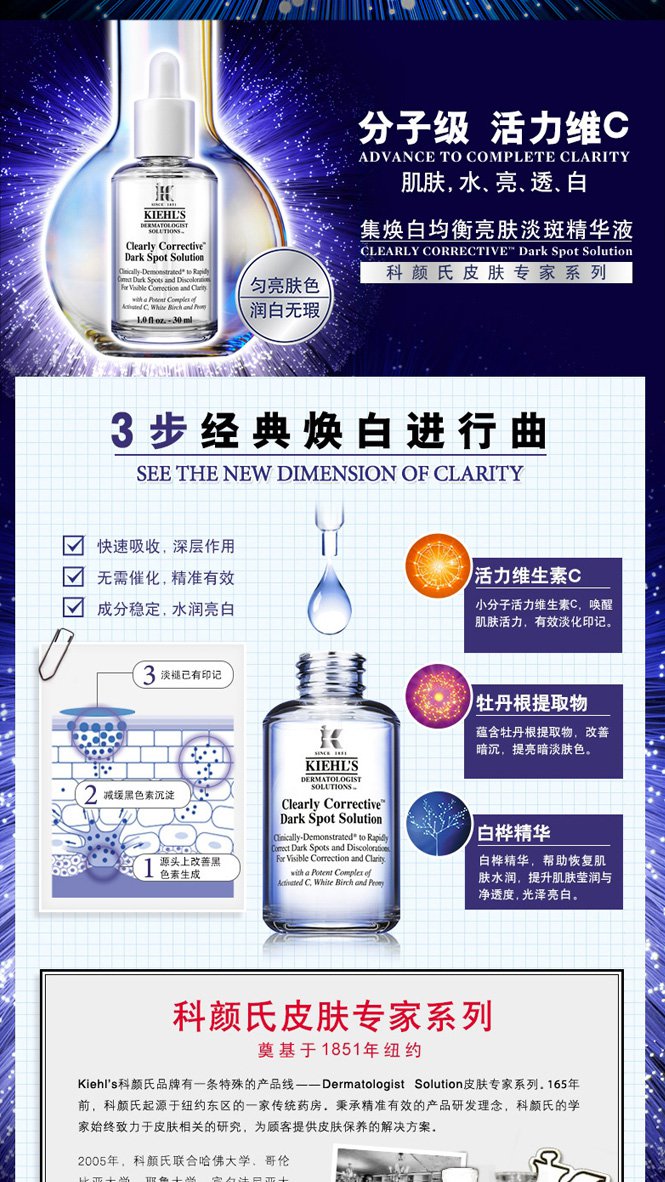 分子级 活力维C
ADVANCE TO COMPLETE CLARITY
肌肤,水、亮、透、白
集焕白均衡亮肤淡斑精华液
CLEARLY CORRECTIVE™ Dark Spot Solution
科颜氏皮肤专家系列
SINCE 1851
KIEHL'S
DERMATOLOGIST
SOLUTIONS™
Clearly Corrective™
Dark Spot Solution
Clinically-Demonstrated* to Rapidly
Correct Dark Spots and Discolorations
For Visible Correction and Clarity.
with a Potent Complex of
Activated C, White Birch and Peony
1.0 fl oz. - 30 ml
匀亮肤色
润白无瑕
3步经典焕白进行曲
SEE THE NEW DIMENSION OF CLARITY
快速吸收,深层作用
无需催化,精准有效
成分稳定,水润亮白
3 淡褪已有印记
2 减缓黑色素沉淀
1 源头上改善黑
色素生成
SINCE 1851
KIEHL'S
DERMATOLOGIST
SOLUTIONS™
Clearly Corrective™
Dark Spot Solution
Clinically-Demonstrated* to Rapidly
Correct Dark Spots and Discolorations
For Visible Correction and Clarity.
with a Potent Complex of
Activated C, White Birch and Peony
活力维生素C
小分子活力维生素C,唤醒
肌肤活力,有效淡化印记。
牡丹根提取物
蕴含牡丹根提取物,改善
暗沉,提亮暗淡肤色。
白桦精华
白桦精华,帮助恢复肌
肤水润,提升肌肤莹润与
净透度,光泽亮白。
科颜氏皮肤专家系列
奠基于1851年纽约
Kiehl's科颜氏品牌有一条特殊的产品线——Dermatologist Solution皮肤专家系列。165年
前,科颜氏起源于纽约东区的一家传统药房。秉承精准有效的产品研发理念,科颜氏的学
家始终致力于皮肤相关的研究,为顾客提供皮肤保养的解决方案。
2005年,科颜氏联合哈佛大学、哥伦